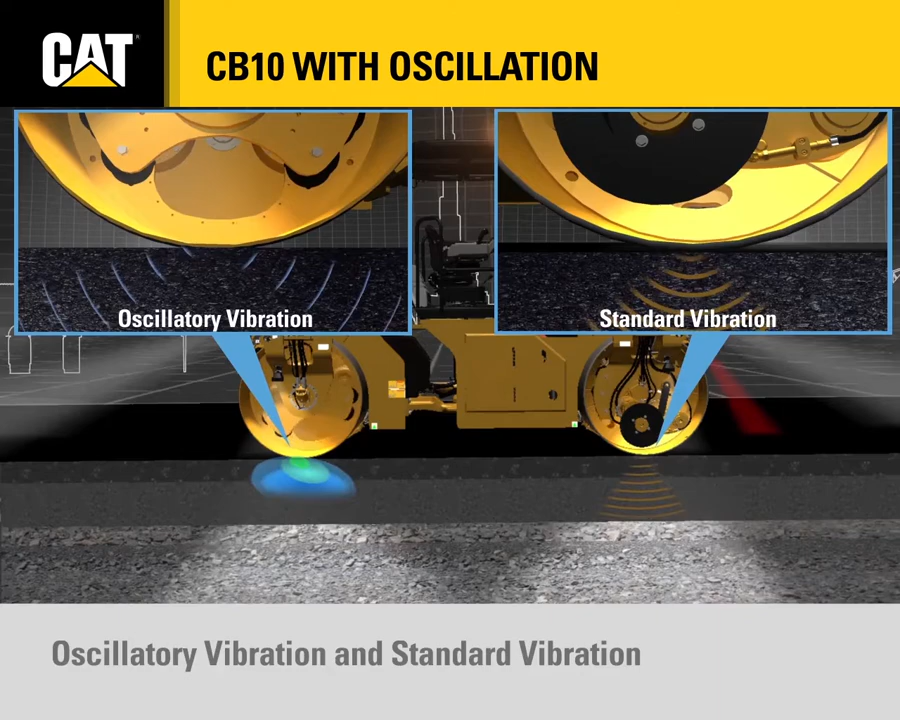 CAT
CB10 WITH OSCILLATION
Oscillatory Vibration
Standard Vibration
Oscillatory Vibration and Standard Vibration